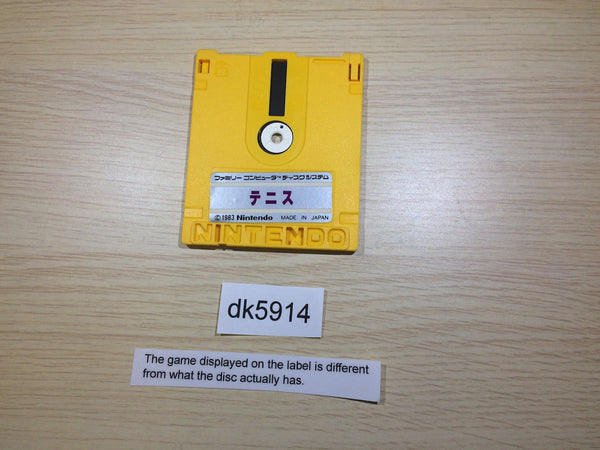 ファミリー コンピュータ™ ディスク システム
テニス
©1983 Nintendo MADE IN JAPAN
NINTENDO
dk5914
The game displayed on the label is different
from what the disc actually has.